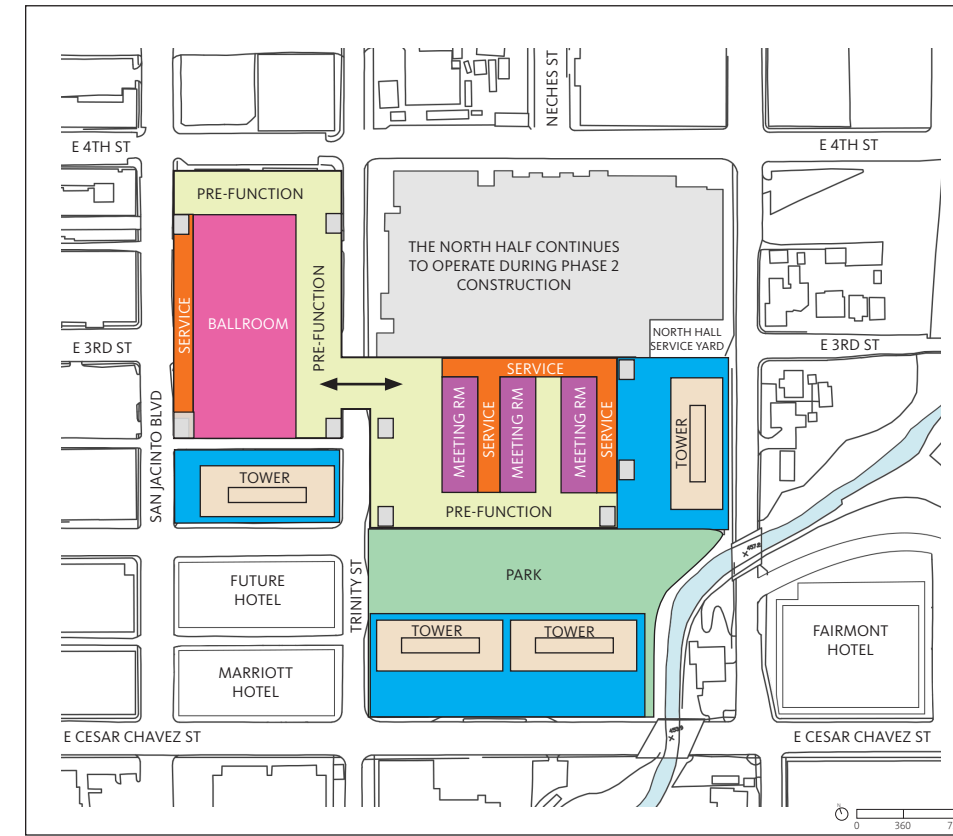 NECHES ST
E 4TH ST
E 4TH ST
PRE-FUNCTION
THE NORTH HALF CONTINUES
TO OPERATE DURING PHASE 2
CONSTRUCTION
PRE-FUNCTION
SERVICE
BALLROOM
NORTH HALL
SERVICE YARD
E 3RD ST
E 3RD ST
SERVICE
MEETING RM
SERVICE
MEETING RM
MEETING RM
SERVICE
TOWER
SAN JACINTO BLVD
TOWER
PRE-FUNCTION
PARK
TRINITY ST
FUTURE
HOTEL
TOWER
TOWER
FAIRMONT
HOTEL
MARRIOTT
HOTEL
E CESAR CHAVEZ ST
E CESAR CHAVEZ ST
N
0 360